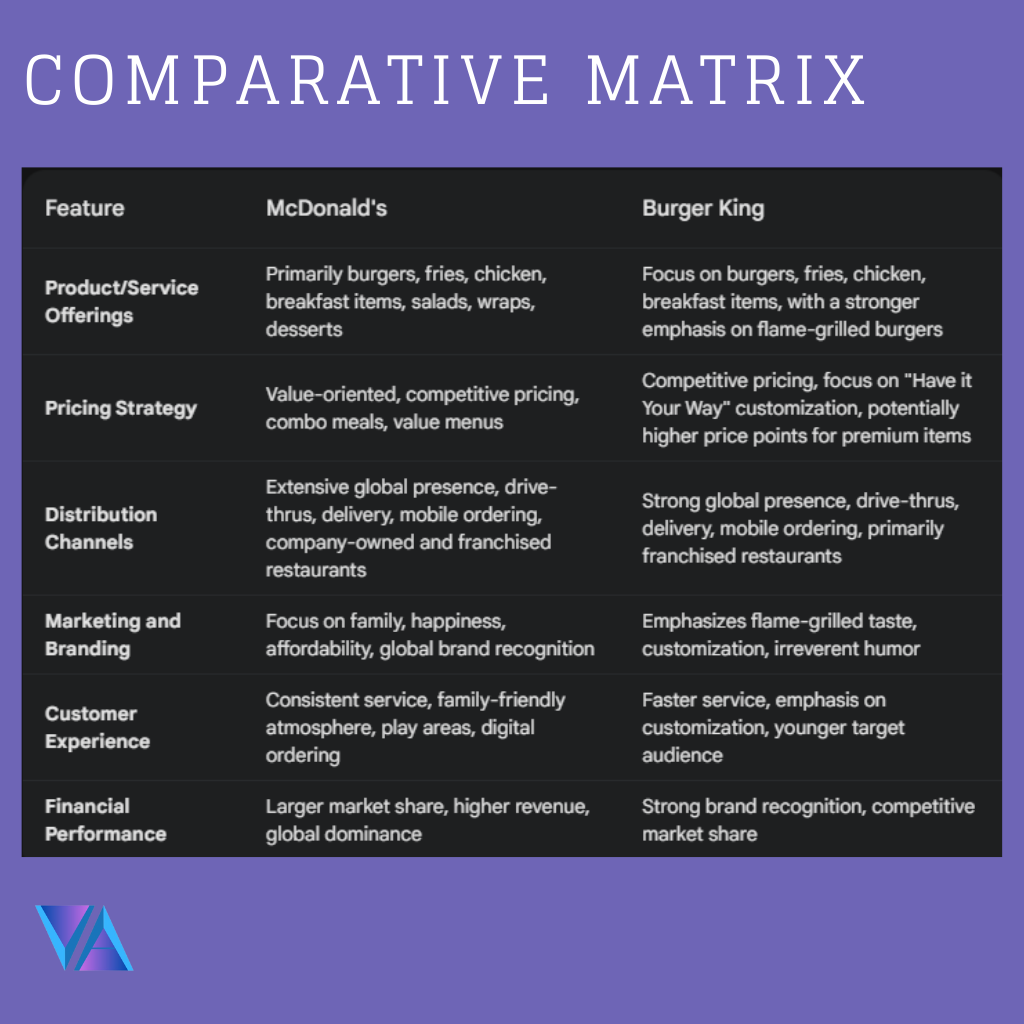 COMPARATIVE MATRIX
Feature McDonald's Burger King
Product/Service
Offerings
Primarily burgers, fries, chicken,
breakfast items, salads, wraps,
desserts
Focus on burgers, fries, chicken,
breakfast items, with a stronger
emphasis on flame-grilled burgers
Pricing Strategy
Value-oriented, competitive pricing,
combo meals, value menus
Competitive pricing, focus on "Have it
Your Way" customization, potentially
higher price points for premium items
Distribution
Channels
Extensive global presence, drive-
thrus, delivery, mobile ordering,
company-owned and franchised
restaurants
Strong global presence, drive-thrus,
delivery, mobile ordering, primarily
franchised restaurants
Marketing and
Branding
Focus on family, happiness,
affordability, global brand recognition
Emphasizes flame-grilled taste,
customization, irreverent humor
Customer
Experience
Consistent service, family-friendly
atmosphere, play areas, digital
ordering
Faster service, emphasis on
customization, younger target
audience
Financial
Performance
Larger market share, higher revenue,
global dominance
Strong brand recognition, competitive
market share
VA